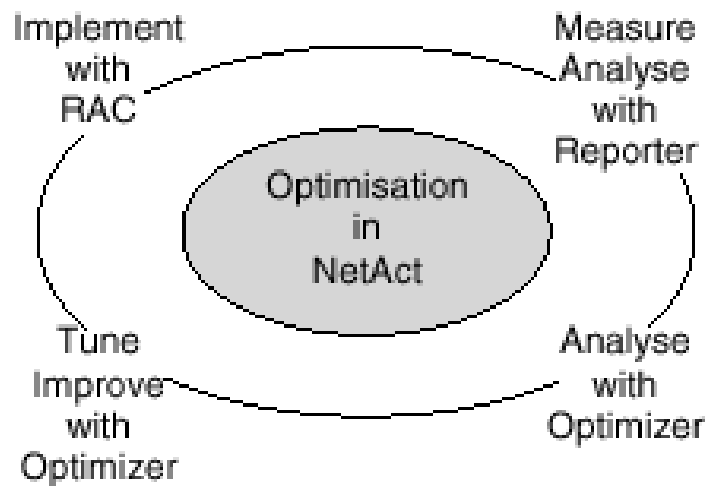 Implement
with
RAC
Measure
Analyse
with
Reporter
Optimisation
in
NetAct
Tune
Improve
with
Optimizer
Analyse
with
Optimizer